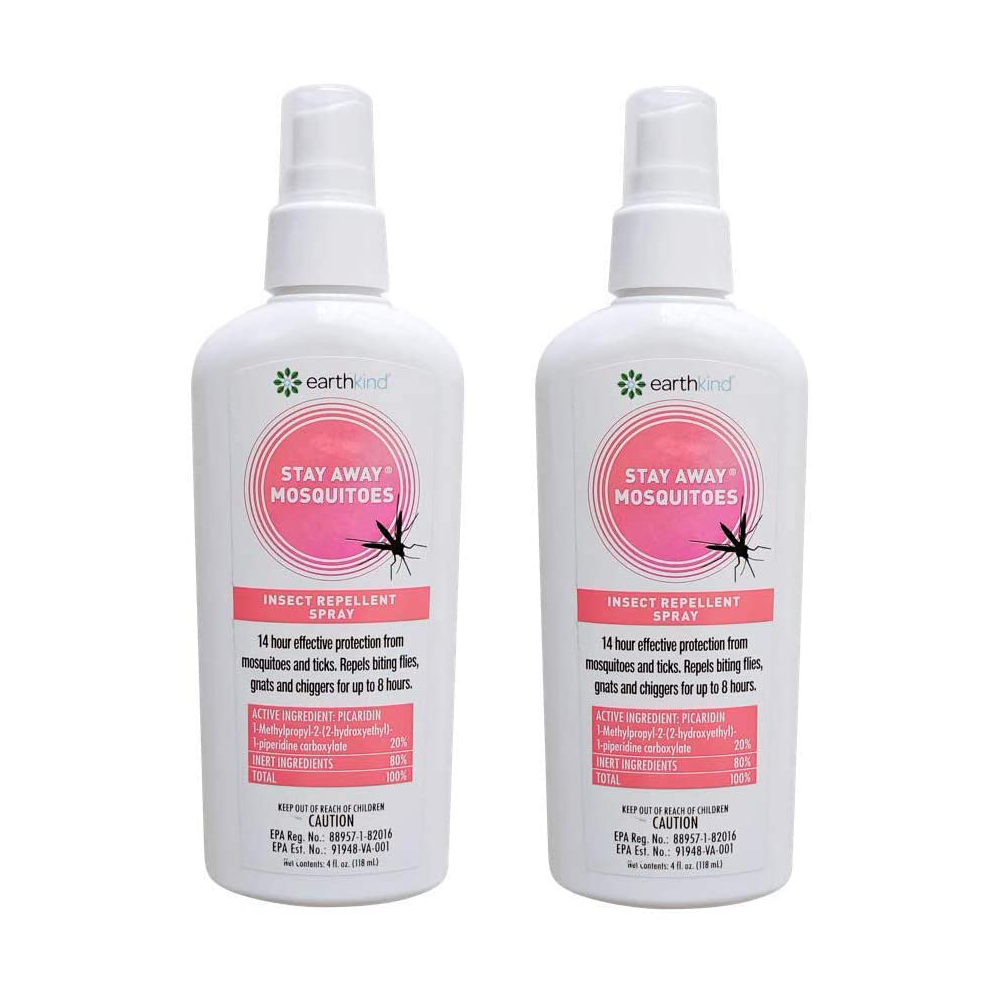 earthkind®
STAY AWAY®
MOSQUITOES
INSECT REPELLENT
SPRAY
14 hour effective protection from
mosquitoes and ticks. Repels biting flies,
gnats and chiggers for up to 8 hours.
ACTIVE INGREDIENT: PICARIDIN
1-Methylpropyl-2-(2-hydroxyethyl)-
1-piperidine carboxylate 20%
INERT INGREDIENTS 80%
TOTAL 100%
KEEP OUT OF REACH OF CHILDREN
CAUTION
EPA Reg. No.: 88957-1-82016
EPA Est. No.: 91948-VA-001
Net Contents: 4 fl. oz. (118 mL)
earthkind®
STAY AWAY®
MOSQUITOES
INSECT REPELLENT
SPRAY
14 hour effective protection from
mosquitoes and ticks. Repels biting flies,
gnats and chiggers for up to 8 hours.
ACTIVE INGREDIENT: PICARIDIN
1-Methylpropyl-2-(2-hydroxyethyl)-
1-piperidine carboxylate 20%
INERT INGREDIENTS 80%
TOTAL 100%
KEEP OUT OF REACH OF CHILDREN
CAUTION
EPA Reg. No.: 88957-1-82016
EPA Est. No.: 91948-VA-001
Net Contents: 4 fl. oz. (118 mL)